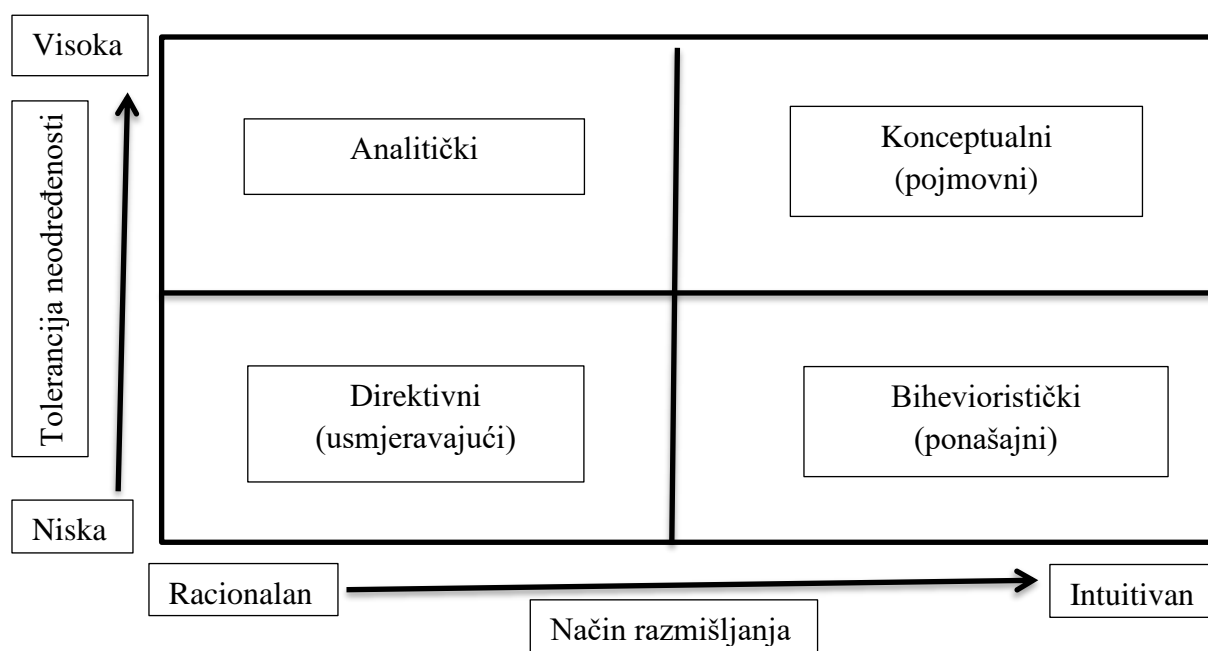 Visoka
Tolerancija neodređenosti
Niska
Analitički
Konceptualni
(pojmovni)
Direktivni
(usmjeravajući)
Bihevioristički
(ponašajni)
Racionalan
Način razmišljanja
Intuitivan